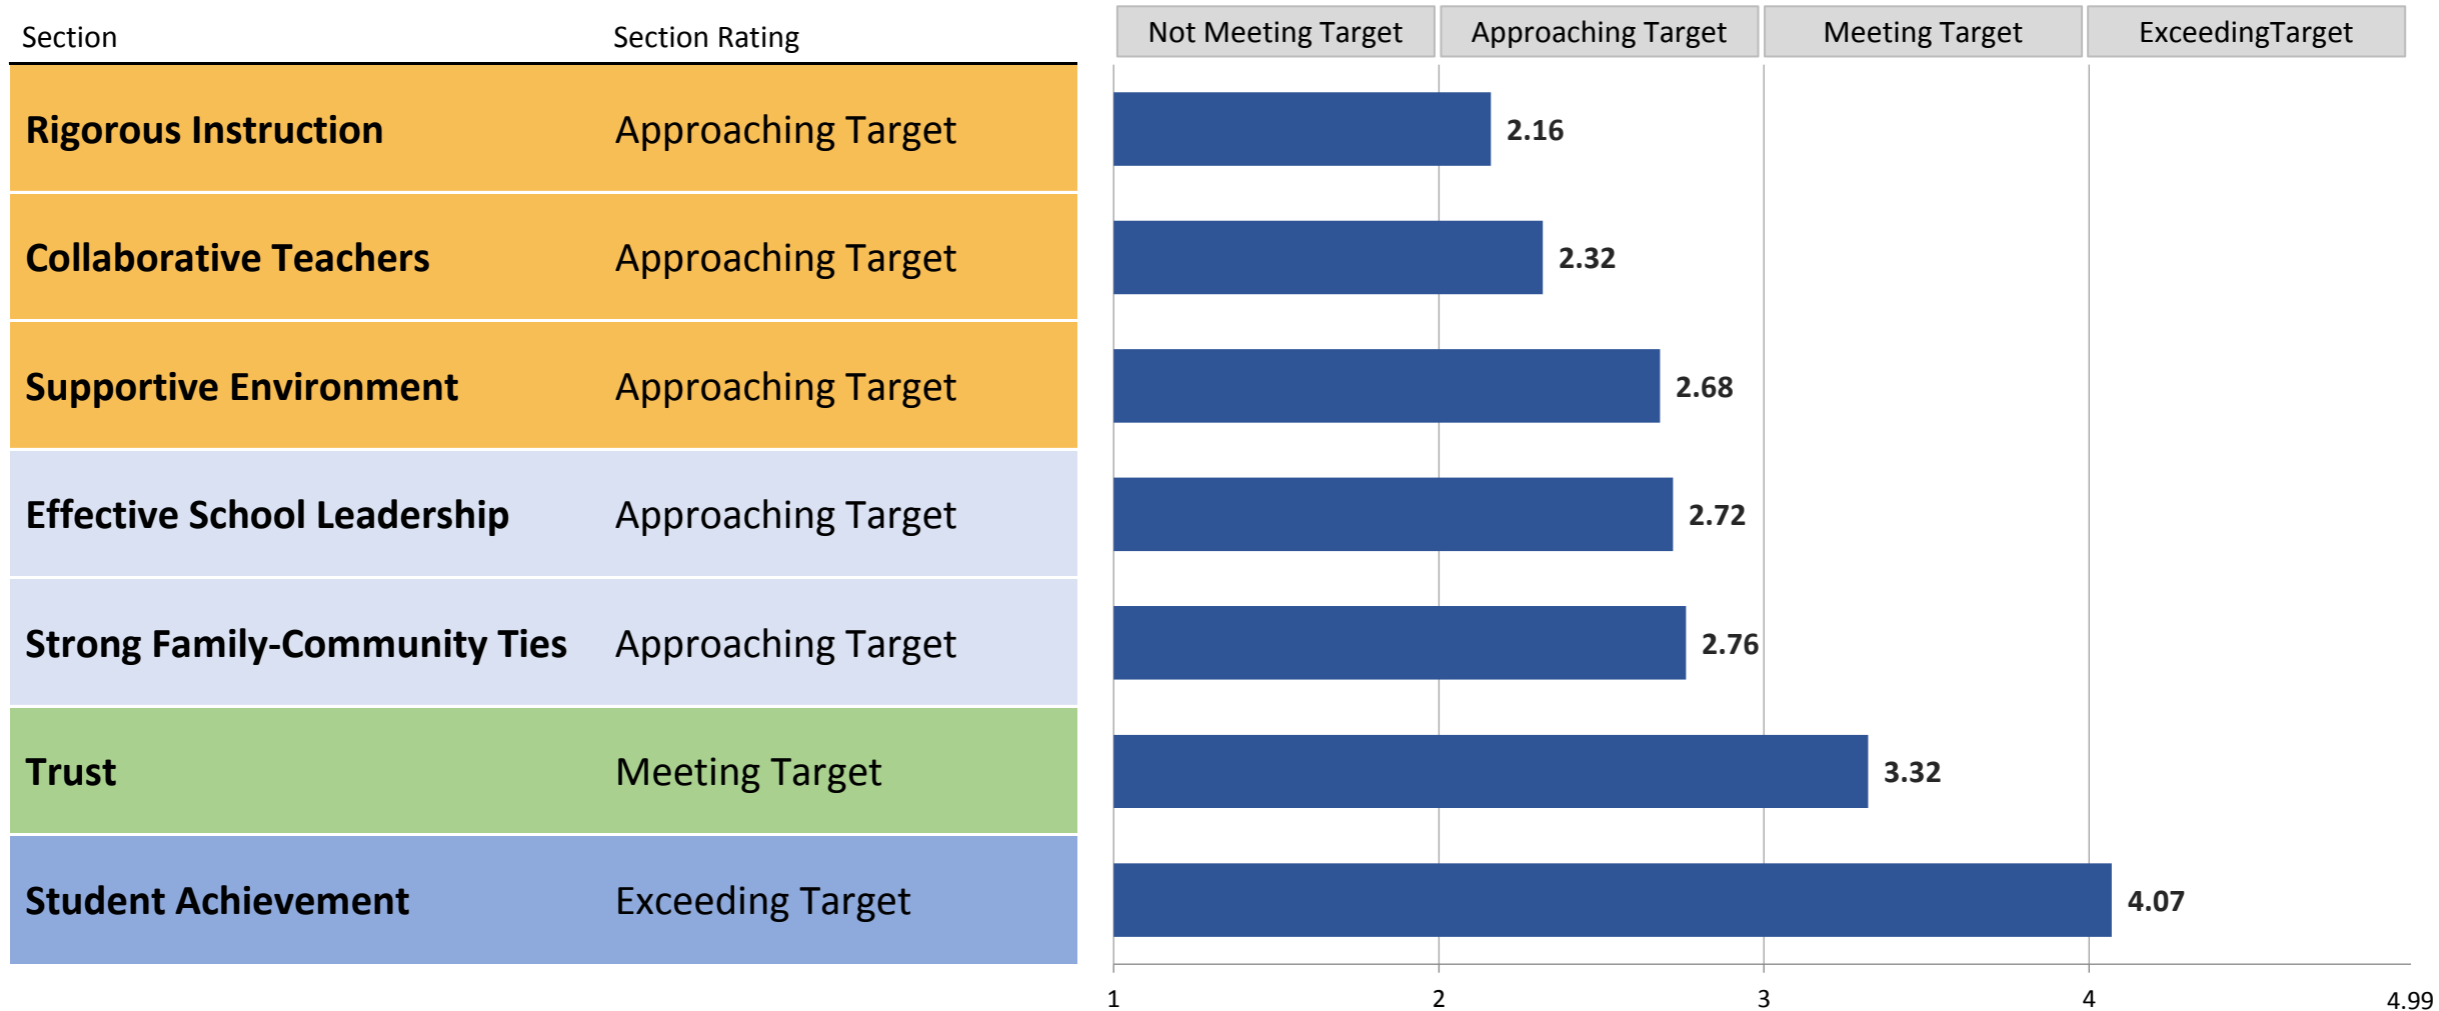 Section Section Rating Not Meeting Target Approaching Target Meeting Target ExceedingTarget
Rigorous Instruction Approaching Target 2.16
Collaborative Teachers Approaching Target 2.32
Supportive Environment Approaching Target 2.68
Effective School Leadership Approaching Target 2.72
Strong Family-Community Ties Approaching Target 2.76
Trust Meeting Target 3.32
Student Achievement Exceeding Target 4.07
1 2 3 4 4.99